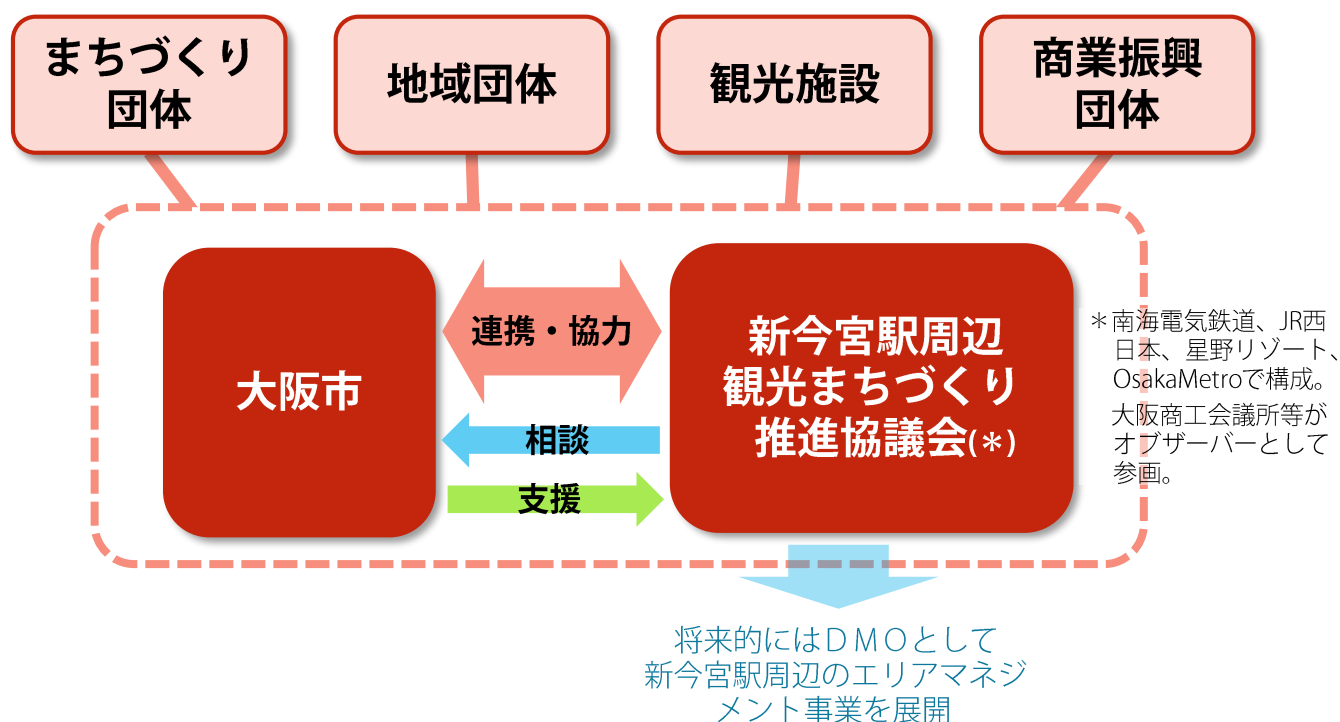 まちづくり
団体
地域団体
観光施設
商業振興
団体
大阪市
連携・協力
相談
支援
新今宮駅周辺
観光まちづくり
推進協議会(＊)
＊南海電気鉄道、JR西
日本、星野リゾート、
OsakaMetroで構成。
大阪商工会議所等が
オブザーバーとして
参画。
将来的にはＤＭＯとして
新今宮駅周辺のエリアマネジ
メント事業を展開